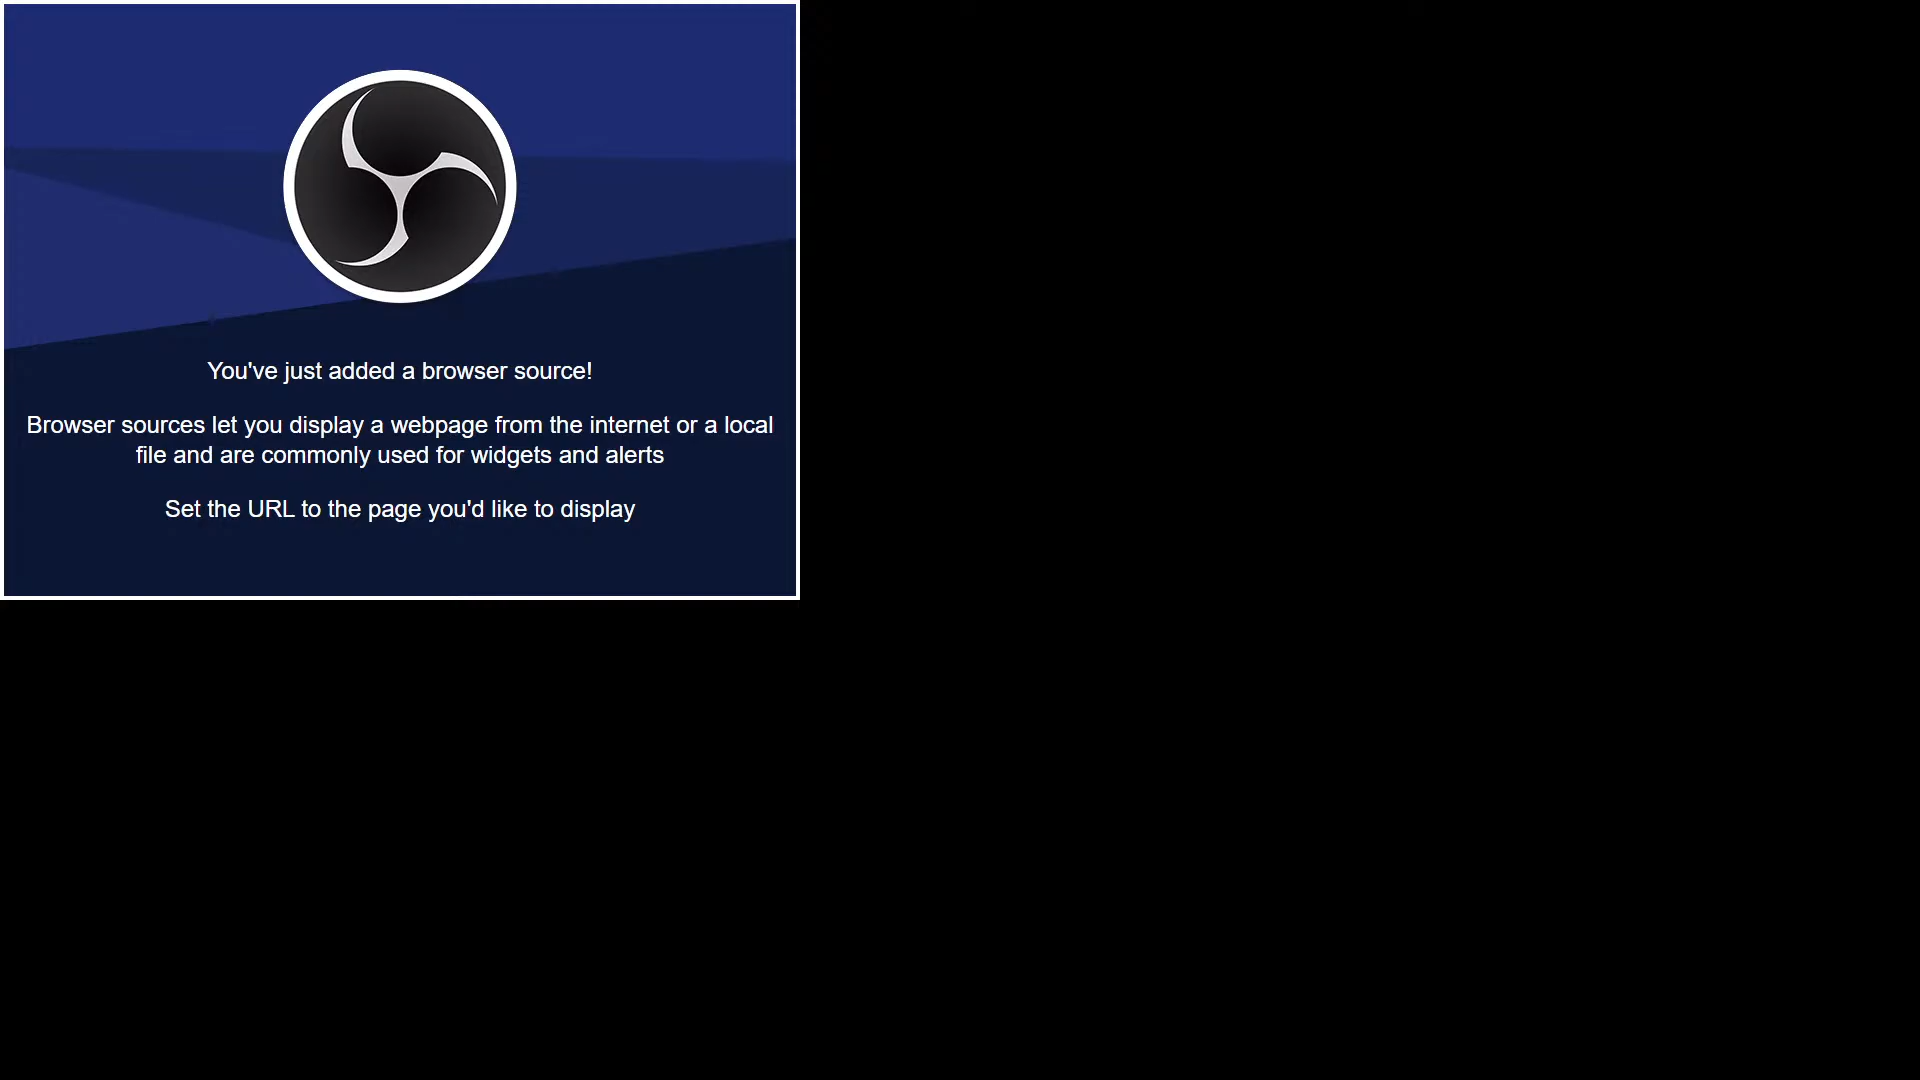 You've just added a browser source!
Browser sources let you display a webpage from the internet or a local
file and are commonly used for widgets and alerts
Set the URL to the page you'd like to display